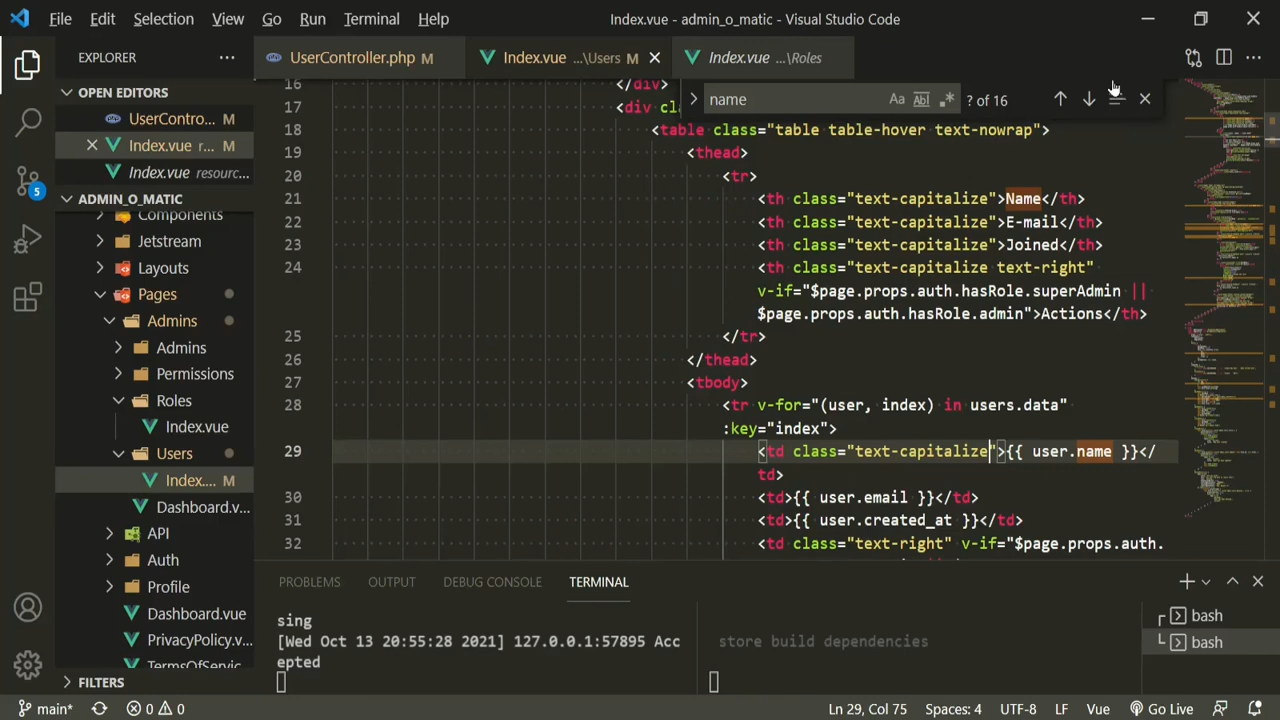 File Edit Selection View Go Run Terminal Help Index.vue - admin_o_matic - Visual Studio Code
EXPLORER
UserController.php M
Index.vue ...\Users M
Index.vue ...\Roles
OPEN EDITORS
UserContro... M
Index.vue r... M
Index.vue resourc...
ADMIN_O_MATIC
Components
Jetstream
Layouts
Pages
Admins
Admins
Permissions
Roles
Index.vue
Users
Index.... M
Dashboard.v...
API
Auth
Profile
Dashboard.vue
PrivacyPolicy.v...
TermsOfServic...
FILTERS
5
name Aa Ab ? of 16
16 </div>
17 <div cl
18 <table class="table table-hover text-nowrap">
19 <thead>
20 <tr>
21 <th class="text-capitalize">Name</th>
22 <th class="text-capitalize">E-mail</th>
23 <th class="text-capitalize">Joined</th>
24 <th class="text-capitalize text-right"
v-if="$page.props.auth.hasRole.superAdmin ||
$page.props.auth.hasRole.admin">Actions</th>
25 </tr>
26 </thead>
27 <tbody>
28 <tr v-for="(user, index) in users.data"
:key="index">
29 <td class="text-capitalize">{{ user.name }}</
td>
30 <td>{{ user.email }}</td>
31 <td>{{ user.created_at }}</td>
32 <td class="text-right" v-if="$page.props.auth.
PROBLEMS OUTPUT DEBUG CONSOLE TERMINAL
sing
[Wed Oct 13 20:55:28 2021] 127.0.0.1:57895 Acc
epted
store build dependencies
bash
bash
main* 0 0 Ln 29, Col 75 Spaces: 4 UTF-8 LF Vue Go Live